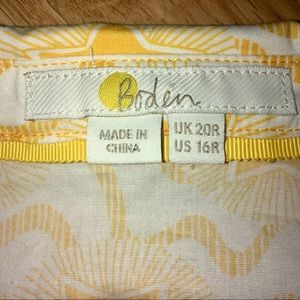 Boden
MADE IN
CHINA
UK 20R
US 16R